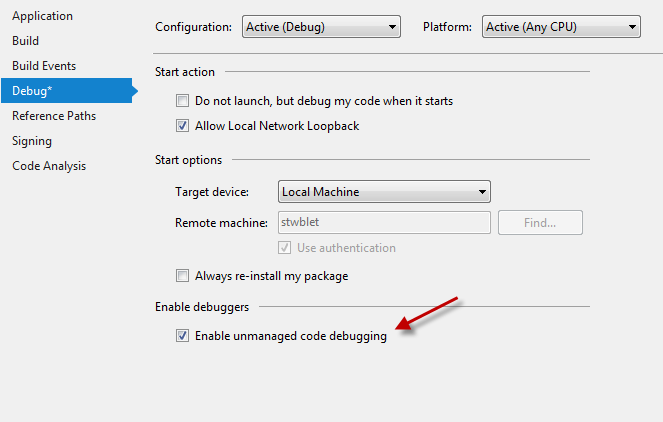 Application
Build
Build Events
Debug*
Reference Paths
Signing
Code Analysis
Configuration: Active (Debug) Platform: Active (Any CPU)
Start action
Do not launch, but debug my code when it starts
Allow Local Network Loopback
Start options
Target device: Local Machine
Remote machine: stwblet Find...
Use authentication
Always re-install my package
Enable debuggers
Enable unmanaged code debugging